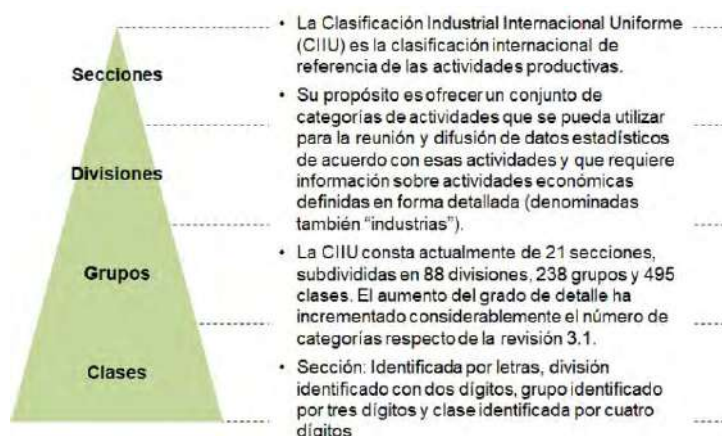 Secciones
Divisiones
Grupos
Clases
• La Clasificación Industrial Internacional Uniforme
(CIIU) es la clasificación internacional de
referencia de las actividades productivas.
• Su propósito es ofrecer un conjunto de
categorías de actividades que se pueda utilizar
para la reunión y difusión de datos estadísticos
de acuerdo con esas actividades y que requiere
información sobre actividades económicas
definidas en forma detallada (denominadas
también "industrias").
• La CIIU consta actualmente de 21 secciones,
subdivididas en 88 divisiones, 238 grupos y 495
clases. El aumento del grado de detalle ha
incrementado considerablemente el número de
categorías respecto de la revisión 3.1.
• Sección: Identificada por letras, división
identificado con dos dígitos, grupo identificado
por tres dígitos y clase identificada por cuatro
dígitos